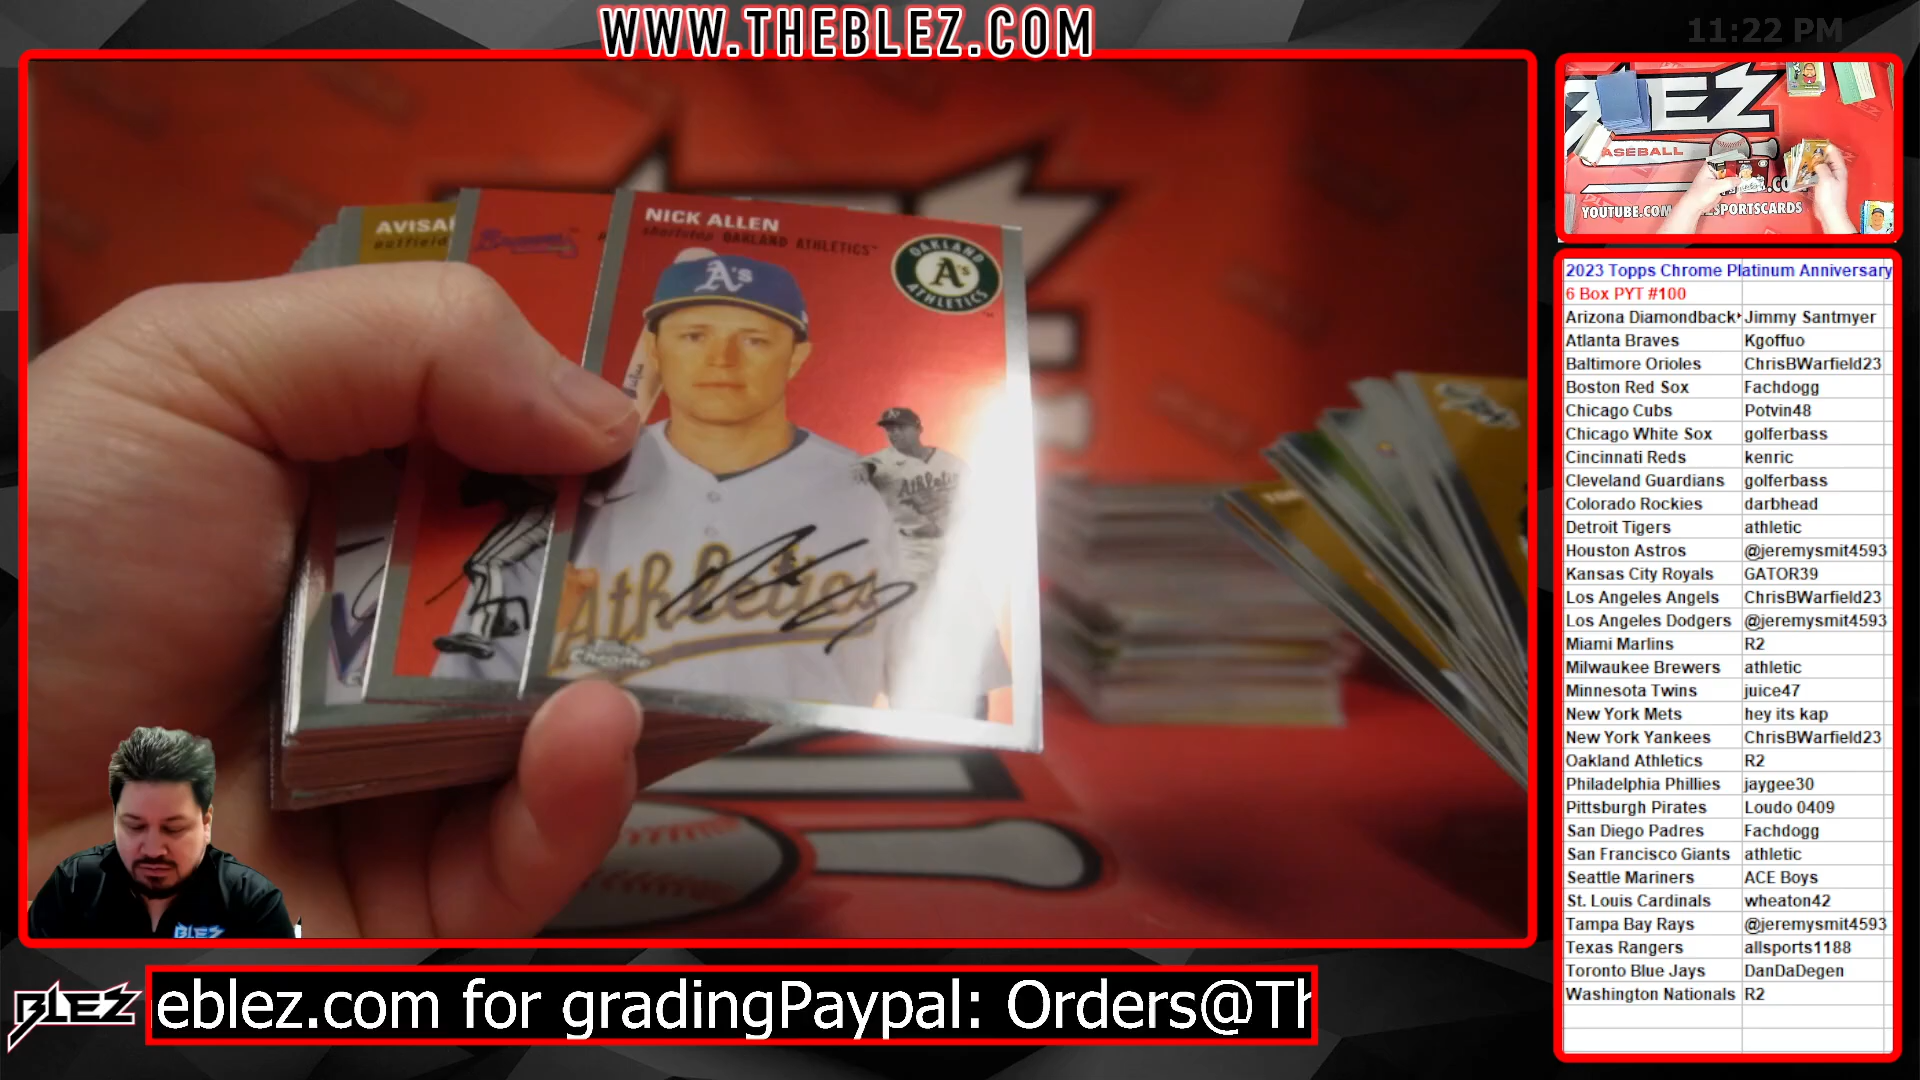 WWW.THEBLEZ.COM
11:22 PM
NICK ALLEN
shortstop OAKLAND ATHLETICS™
OAKLAND
A's
ATHLETICS
A's
AVISAI
outfield
Braves
Athletics
Athletics
Topps
Chrome
BLEZ
EZ
ASEBALL
YOUTUBE.COM
SPORTSCARDS
2023 Topps Chrome Platinum Anniversary
6 Box PYT #100
Arizona Diamondback Jimmy Santmyer
Atlanta Braves Kgoffuo
Baltimore Orioles ChrisBWarfield23
Boston Red Sox Fachdogg
Chicago Cubs Potvin48
Chicago White Sox golferbass
Cincinnati Reds kenric
Cleveland Guardians golferbass
Colorado Rockies darbhead
Detroit Tigers athletic
Houston Astros @jeremysmit4593
Kansas City Royals GATOR39
Los Angeles Angels ChrisBWarfield23
Los Angeles Dodgers @jeremysmit4593
Miami Marlins R2
Milwaukee Brewers athletic
Minnesota Twins juice47
New York Mets hey its kap
New York Yankees ChrisBWarfield23
Oakland Athletics R2
Philadelphia Phillies jaygee30
Pittsburgh Pirates Loudo 0409
San Diego Padres Fachdogg
San Francisco Giants athletic
Seattle Mariners ACE Boys
St. Louis Cardinals wheaton42
Tampa Bay Rays @jeremysmit4593
Texas Rangers allsports1188
Toronto Blue Jays DanDaDegen
Washington Nationals R2
BLEZ
eblez.com for gradingPaypal: Orders@Th